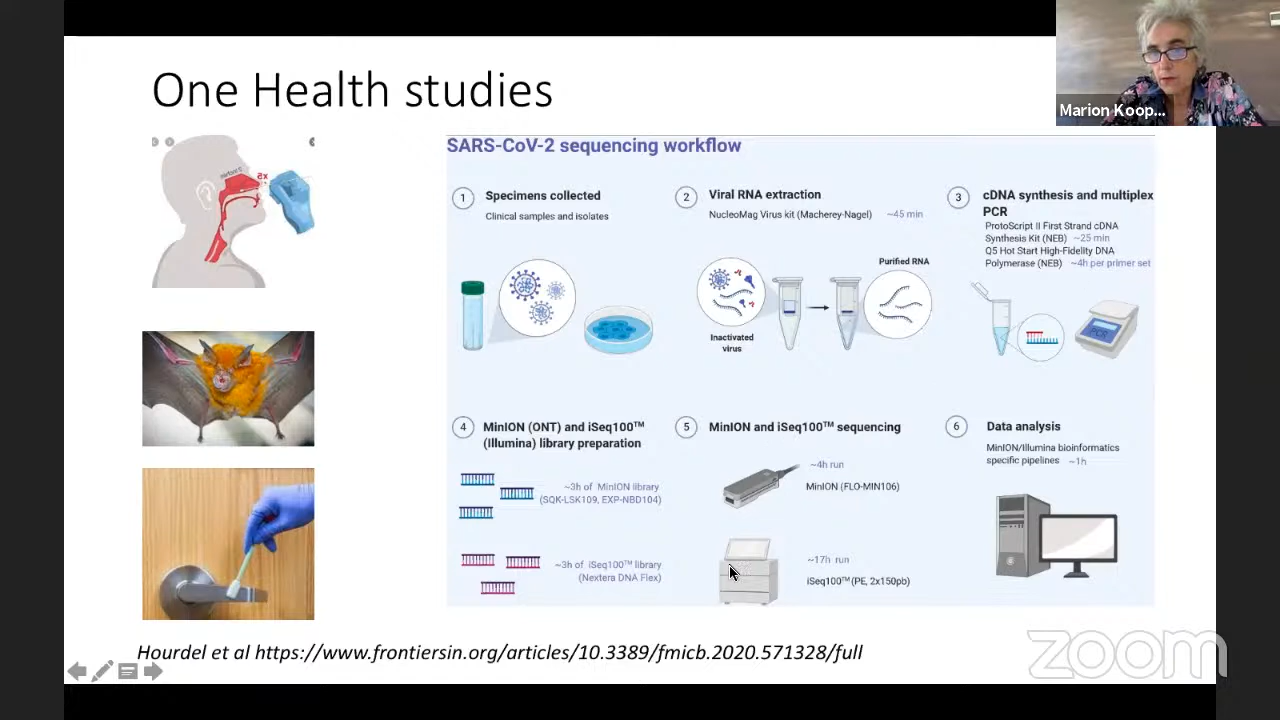 One Health studies
Marion Koop...
SARS-CoV-2 sequencing workflow
1
Specimens collected
Clinical samples and isolates
2
Viral RNA extraction
NucleoMag Virus kit (Macherey-Nagel) ~45 min
Purified RNA
Inactivated
virus
3
cDNA synthesis and multiplex
PCR
ProtoScript II First Strand cDNA
Synthesis Kit (NEB) ~25 min
Q5 Hot Start High-Fidelity DNA
Polymerase (NEB) ~4h per primer set
PCR
4
MinION (ONT) and iSeq100™
(Illumina) library preparation
~3h of MinION library
(SQK-LSK109, EXP-NBD104)
~3h of iSeq100™ library
(Nextera DNA Flex)
5
MinION and iSeq100™ sequencing
~4h run
MinION (FLO-MIN106)
~17h run
iSeq100™ (PE, 2x150pb)
6
Data analysis
MinION/Illumina bioinformatics
specific pipelines ~1h
x5
Hourdel et al https://www.frontiersin.org/articles/10.3389/fmicb.2020.571328/full
zoom